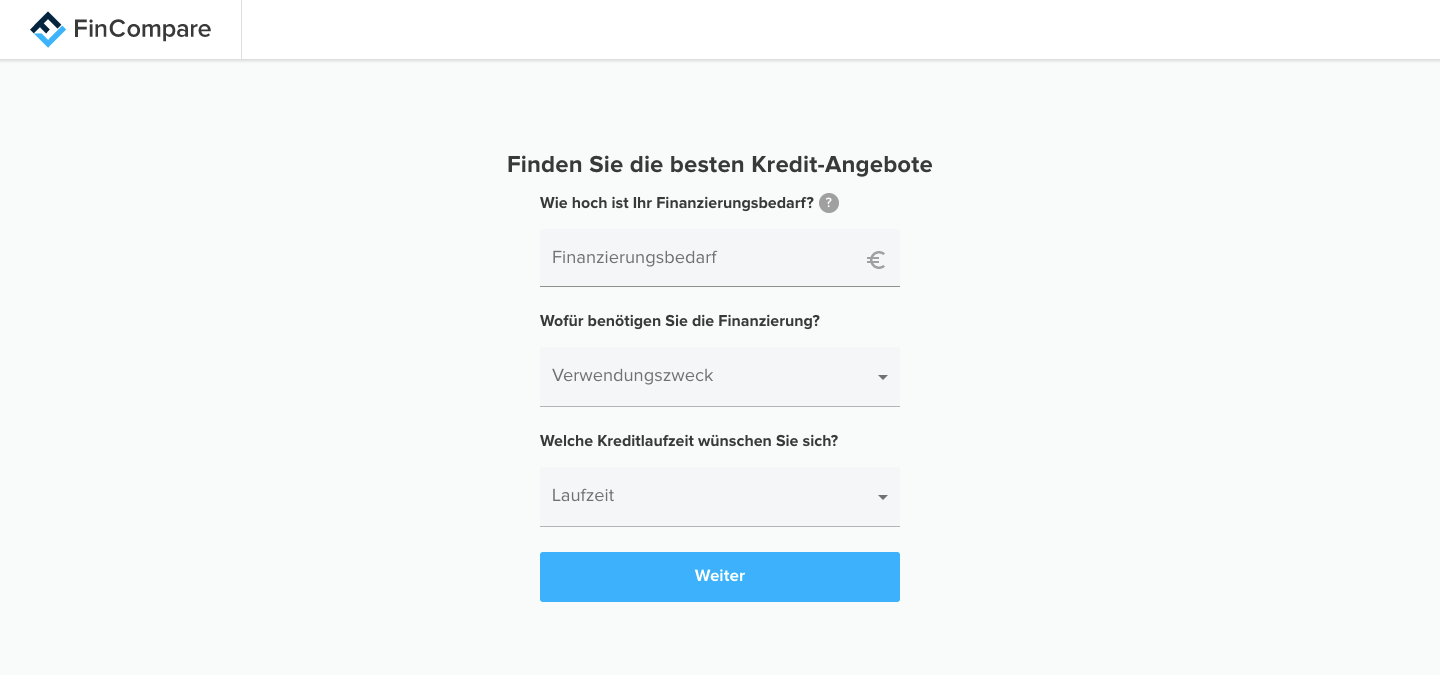 FinCompare
Finden Sie die besten Kredit-Angebote
Wie hoch ist Ihr Finanzierungsbedarf? ?
Finanzierungsbedarf €
Wofür benötigen Sie die Finanzierung?
Verwendungszweck
Welche Kreditlaufzeit wünschen Sie sich?
Laufzeit
Weiter